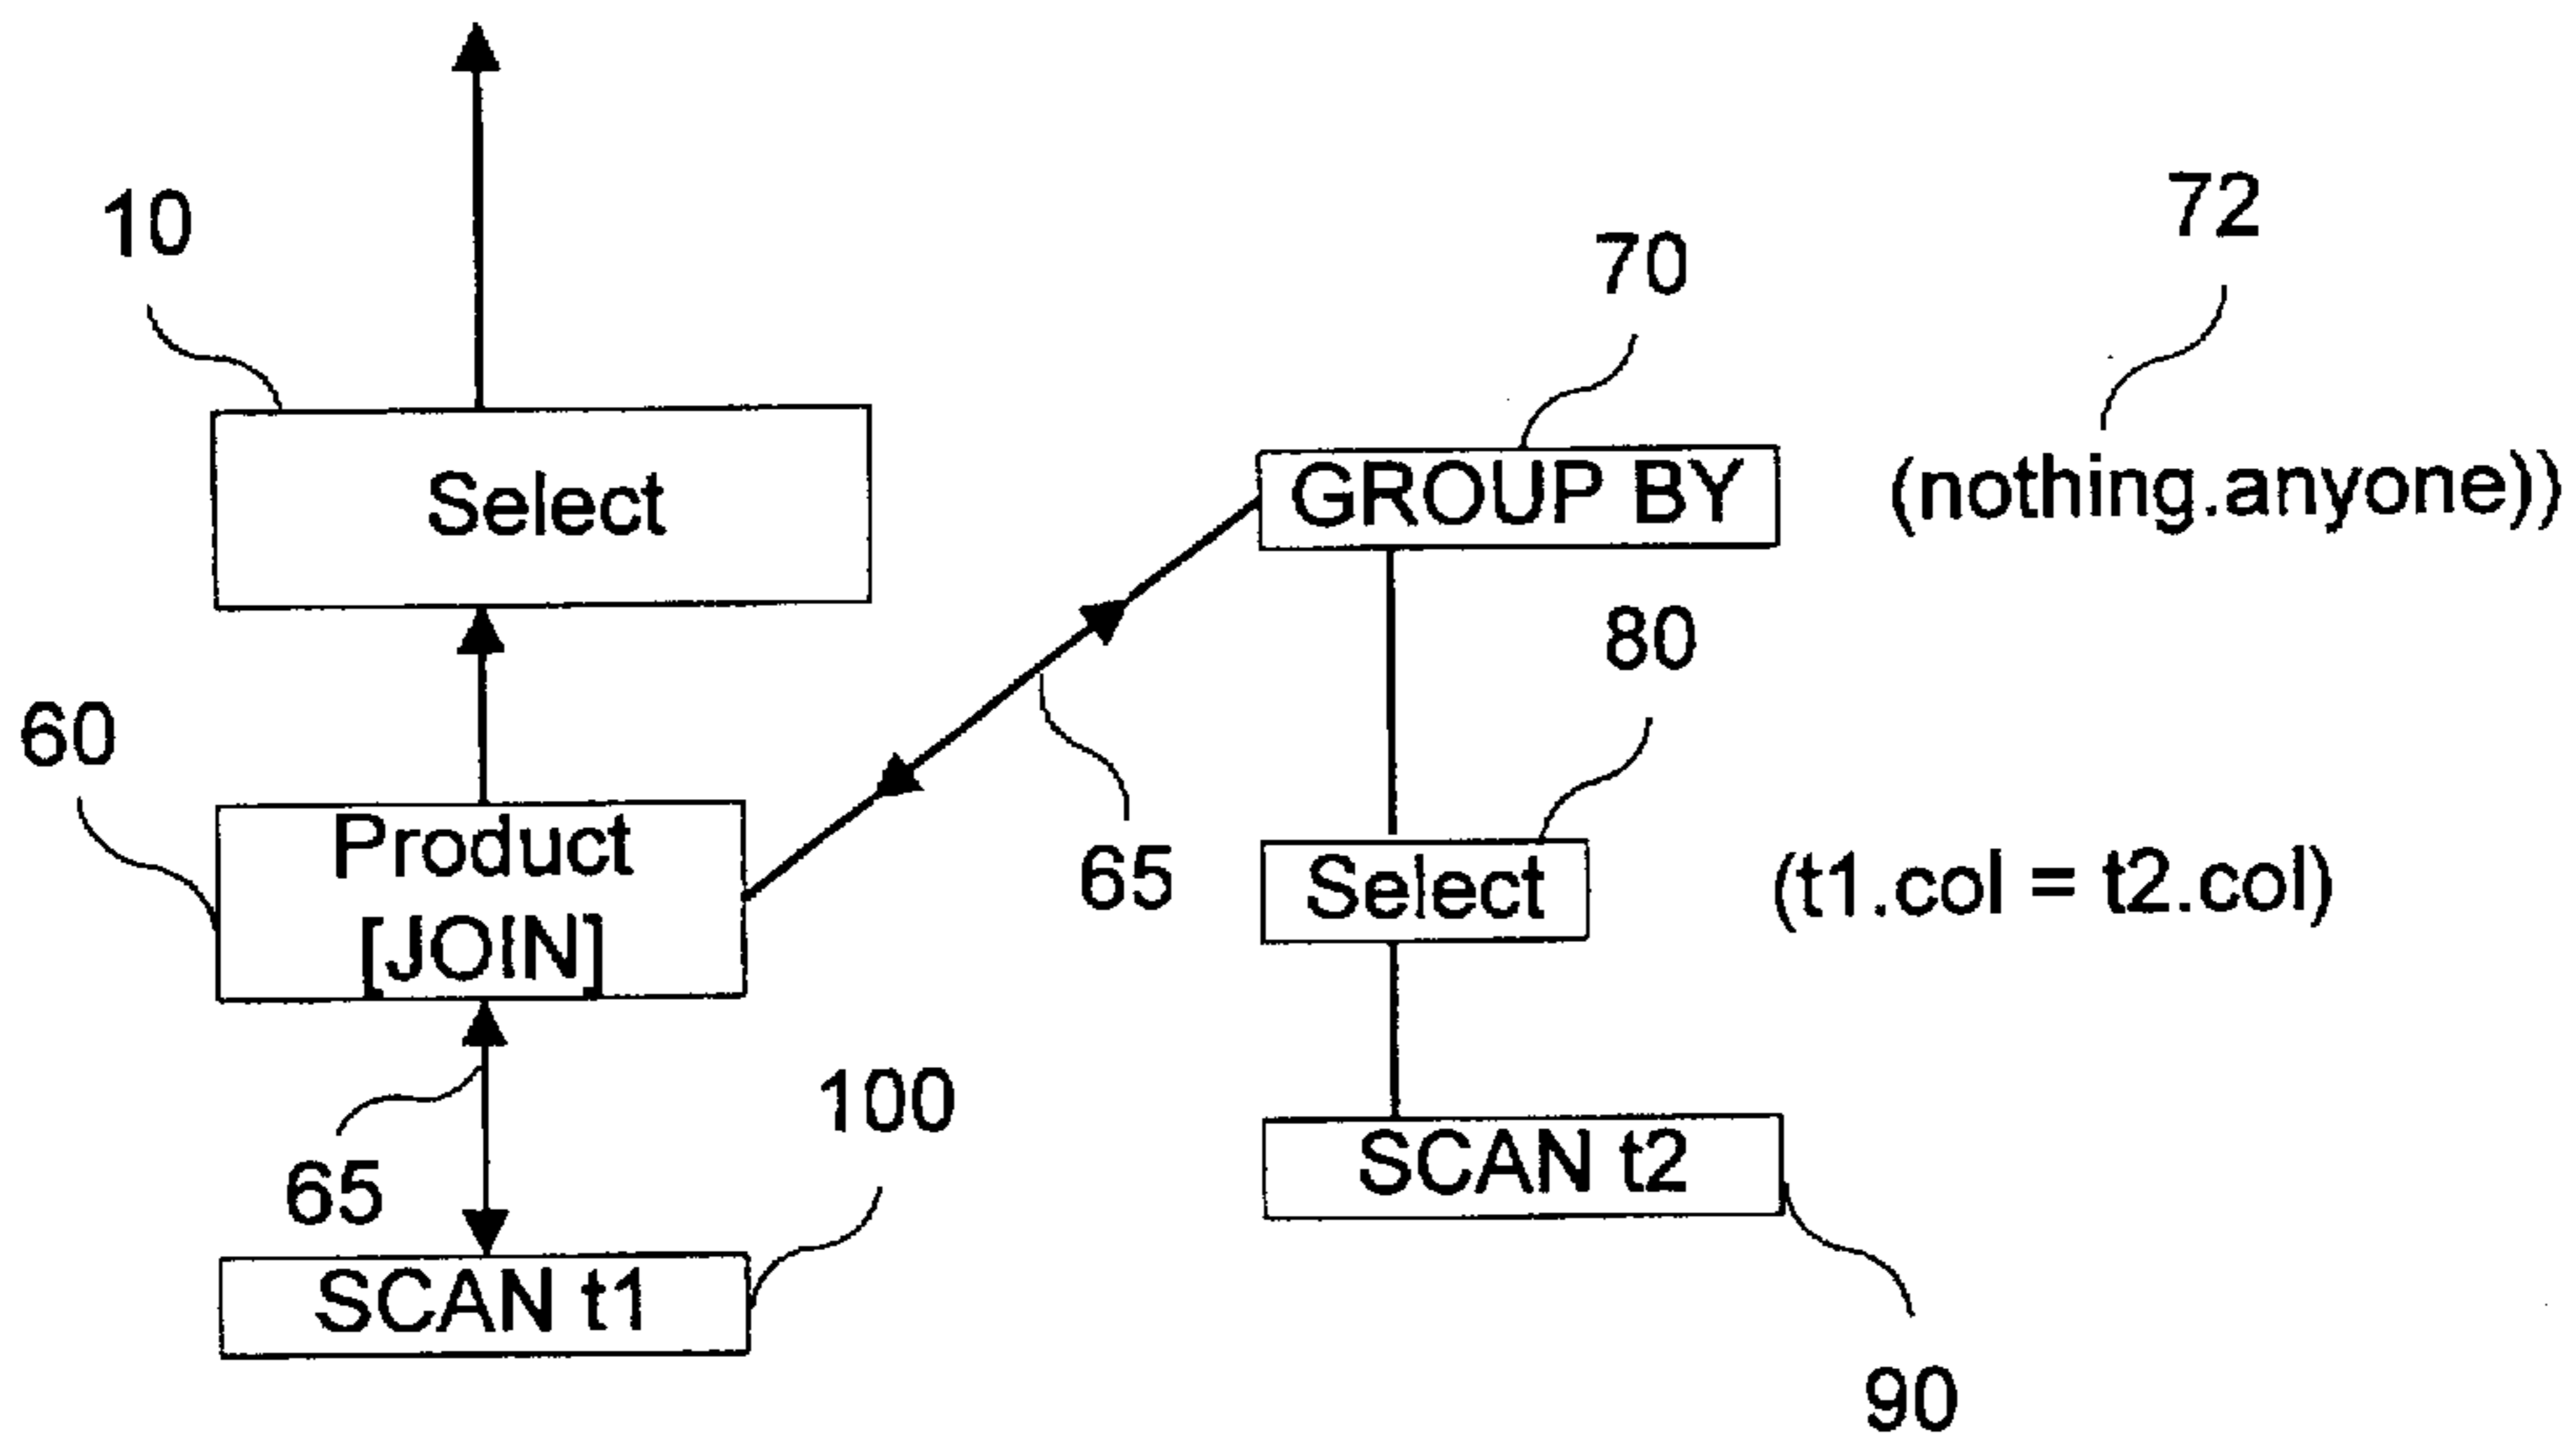 72
10
70
GROUP BY
(nothing.anyone))
Select
80
60
Product
[JOIN]
65
Select
(t1.col = t2.col)
100
65
SCAN t2
SCAN t1
90